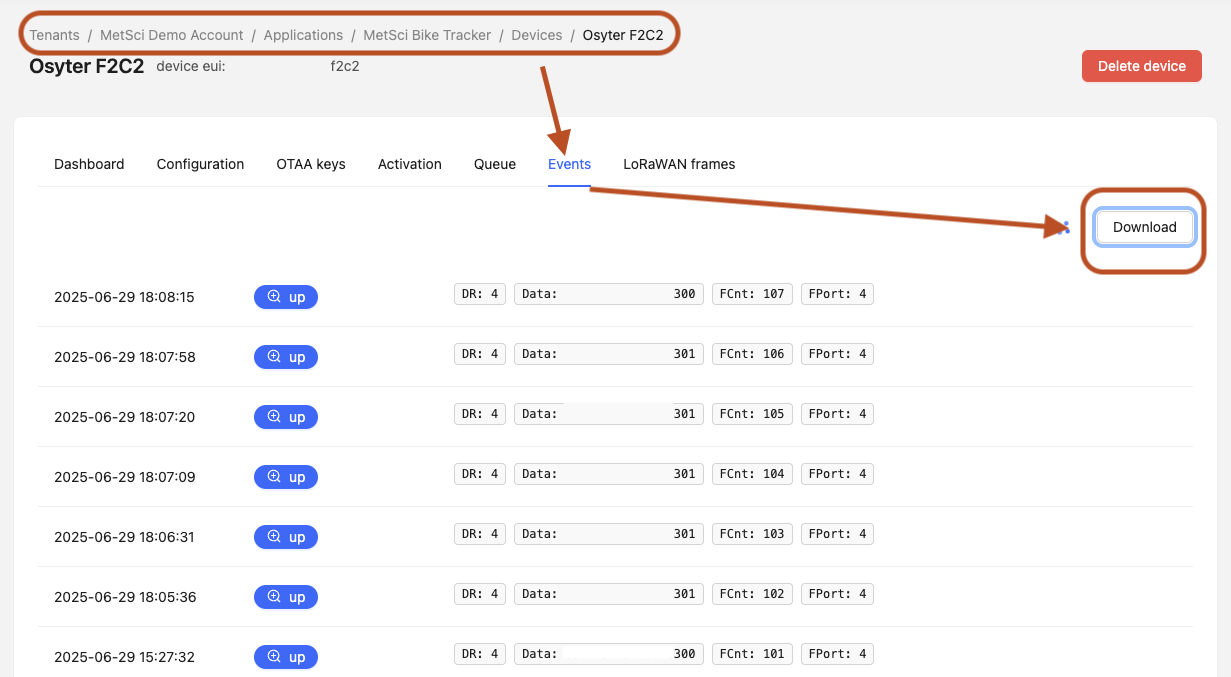 Tenants / MetSci Demo Account / Applications / MetSci Bike Tracker / Devices / Osyter F2C2
Osyter F2C2 device eui: f2c2
Delete device
Dashboard Configuration OTAA keys Activation Queue Events LoRaWAN frames
Download
2025-06-29 18:08:15 up DR: 4 Data: 300 FCnt: 107 FPort: 4
2025-06-29 18:07:58 up DR: 4 Data: 301 FCnt: 106 FPort: 4
2025-06-29 18:07:20 up DR: 4 Data: 301 FCnt: 105 FPort: 4
2025-06-29 18:07:09 up DR: 4 Data: 301 FCnt: 104 FPort: 4
2025-06-29 18:06:31 up DR: 4 Data: 301 FCnt: 103 FPort: 4
2025-06-29 18:05:36 up DR: 4 Data: 301 FCnt: 102 FPort: 4
2025-06-29 15:27:32 up DR: 4 Data: 300 FCnt: 101 FPort: 4